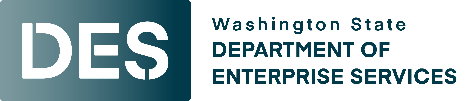 DES
Washington State
DEPARTMENT OF
ENTERPRISE SERVICES